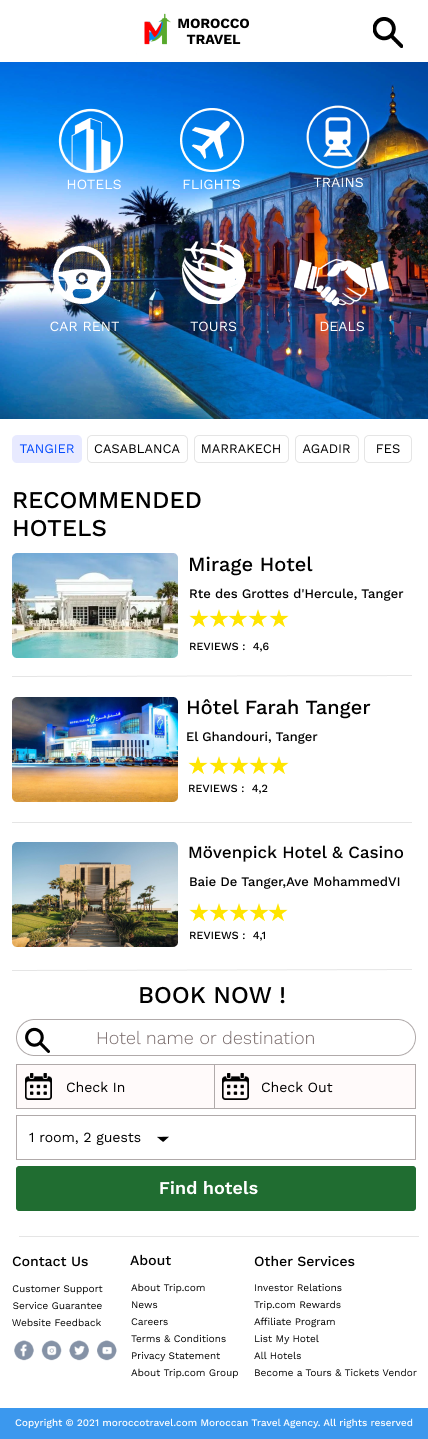 MOROCCO
TRAVEL
HOTELS
FLIGHTS
TRAINS
CAR RENT
TOURS
DEALS
TANGIER
CASABLANCA
MARRAKECH
AGADIR
FES
RECOMMENDED
HOTELS
Mirage Hotel
Rte des Grottes d'Hercule, Tanger
REVIEWS : 4,6
Hôtel Farah Tanger
El Ghandouri, Tanger
REVIEWS : 4,2
Mövenpick Hotel & Casino
Baie De Tanger,Ave MohammedVI
REVIEWS : 4,1
BOOK NOW !
Hotel name or destination
Check In
Check Out
1 room, 2 guests
Find hotels
Contact Us
Customer Support
Service Guarantee
Website Feedback
About
About Trip.com
News
Careers
Terms & Conditions
Privacy Statement
About Trip.com Group
Other Services
Investor Relations
Trip.com Rewards
Affiliate Program
List My Hotel
All Hotels
Become a Tours & Tickets Vendor
Copyright © 2021 moroccotravel.com Moroccan Travel Agency. All rights reserved